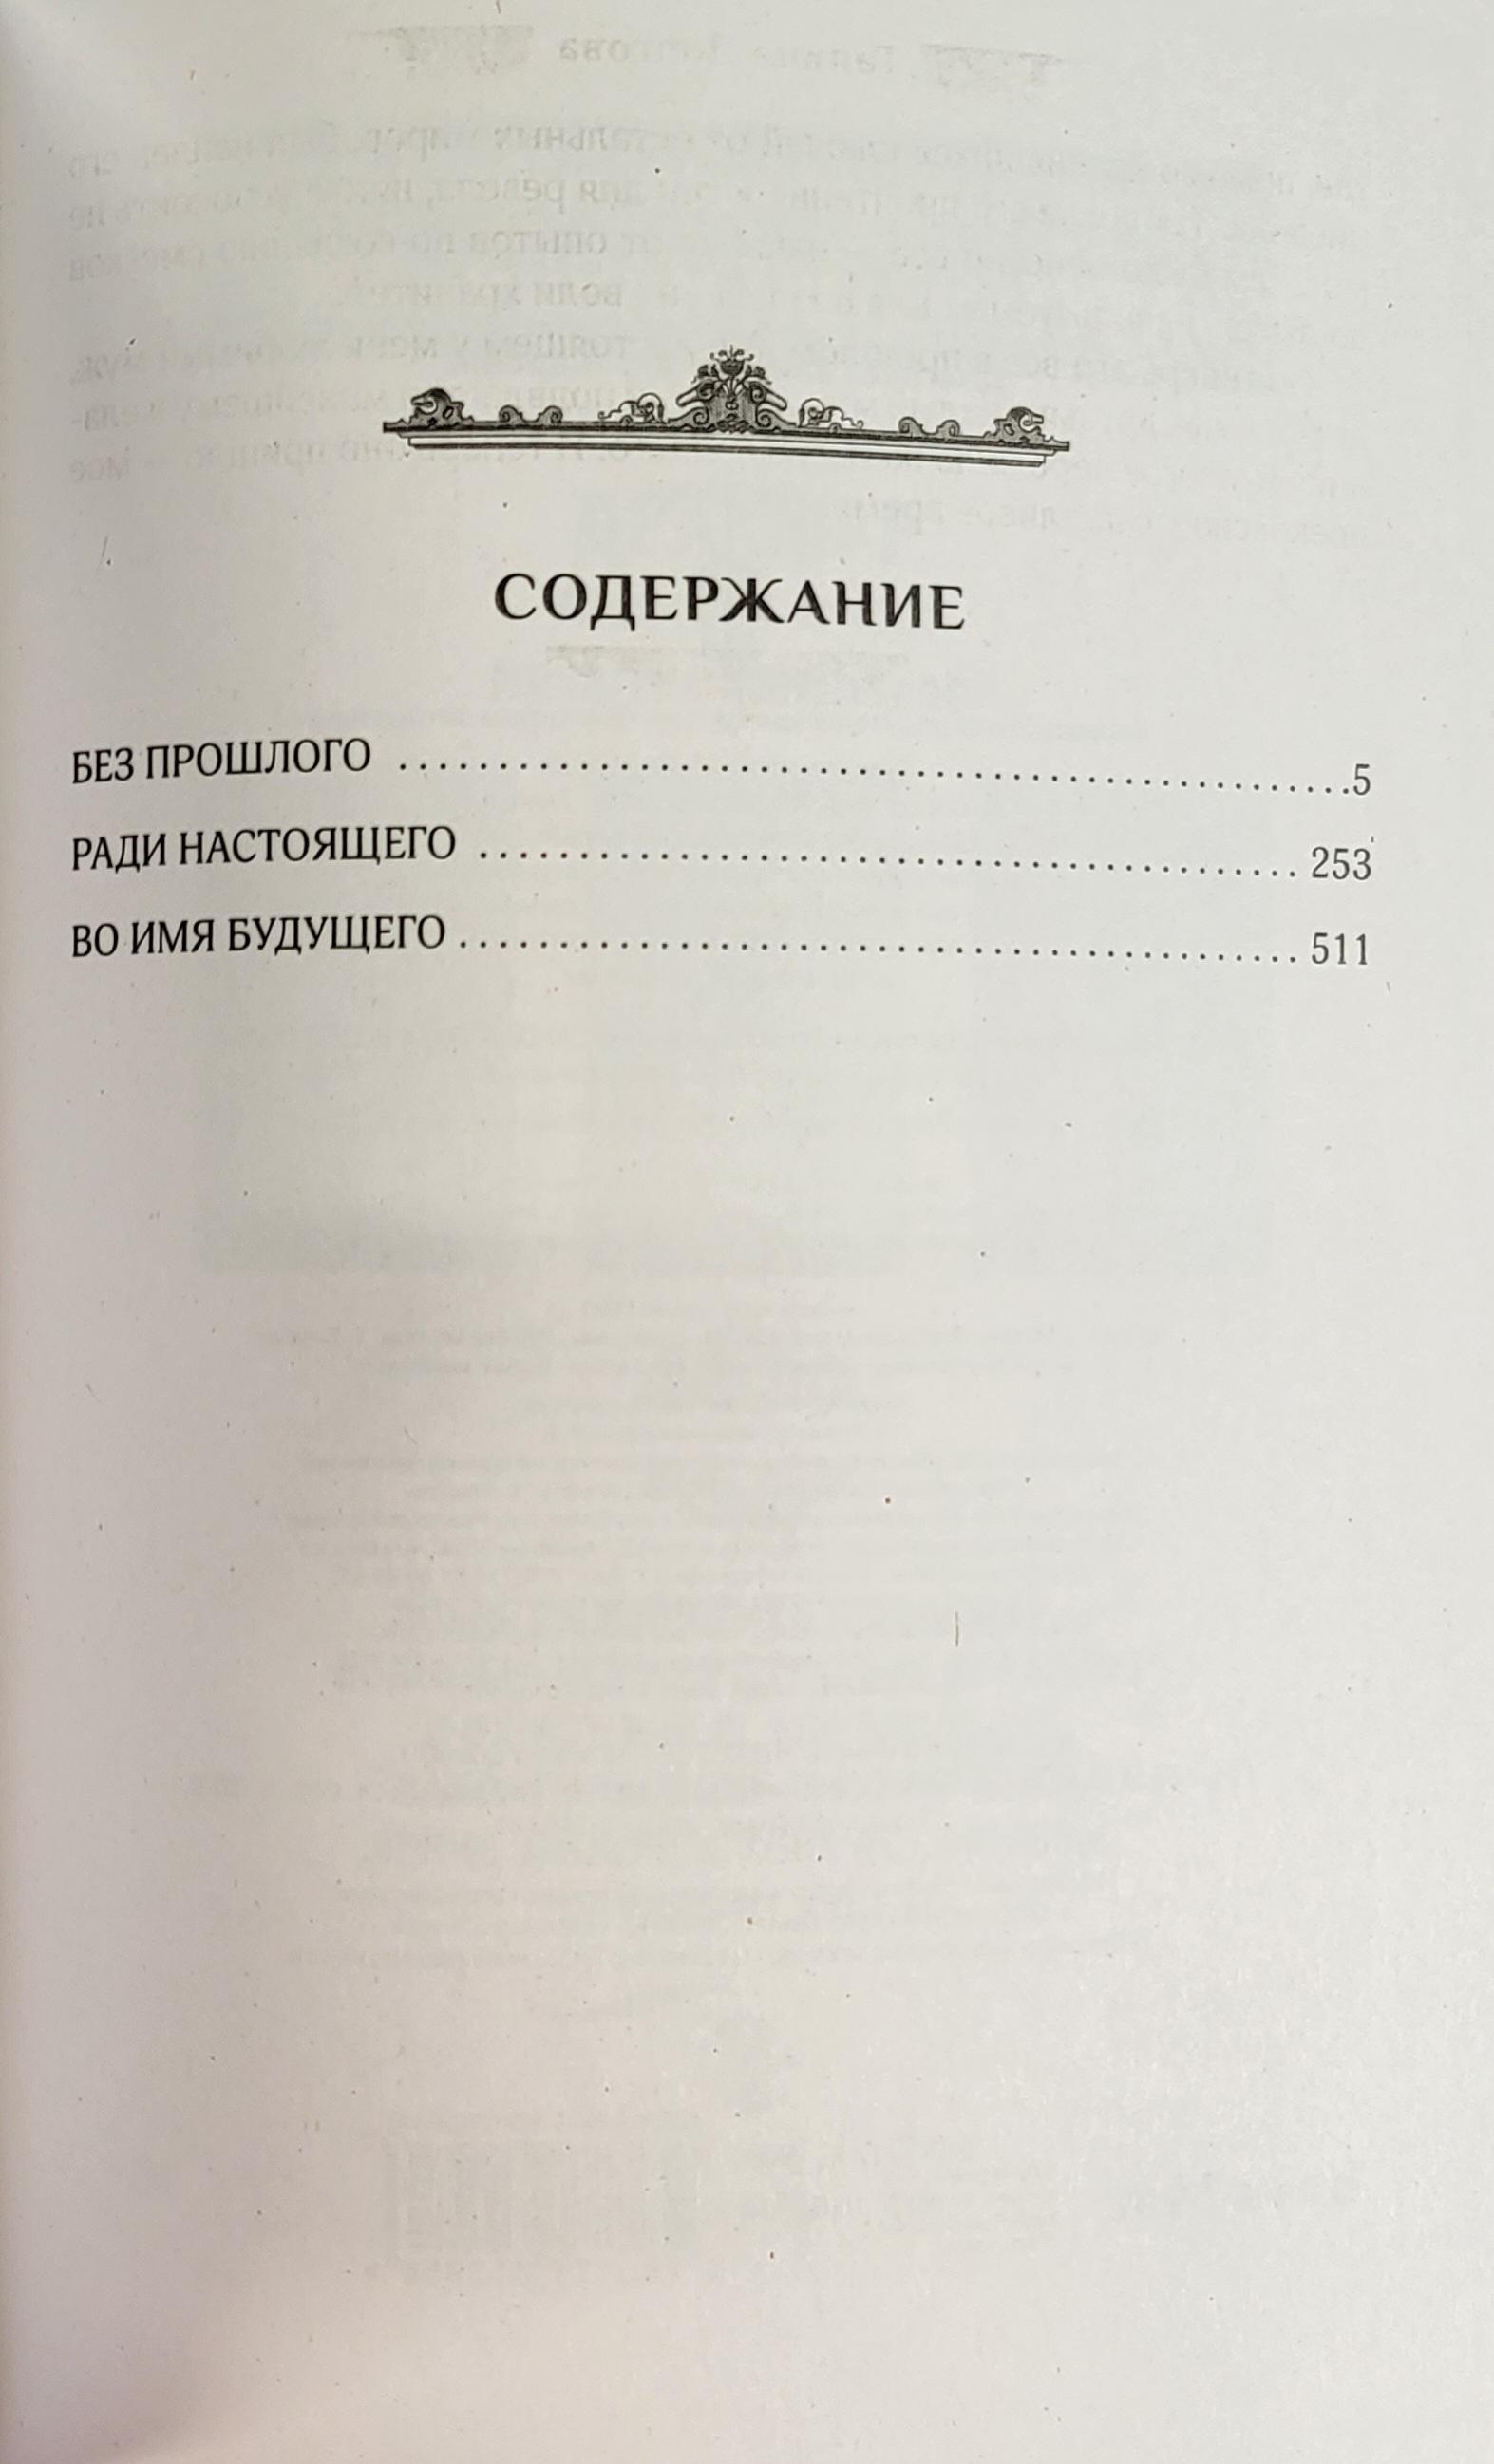 СОДЕРЖАНИЕ
БЕЗ ПРОШЛОГО ........................................5
РАДИ НАСТОЯЩЕГО .................................... 253
ВО ИМЯ БУДУЩЕГО .................................... 511